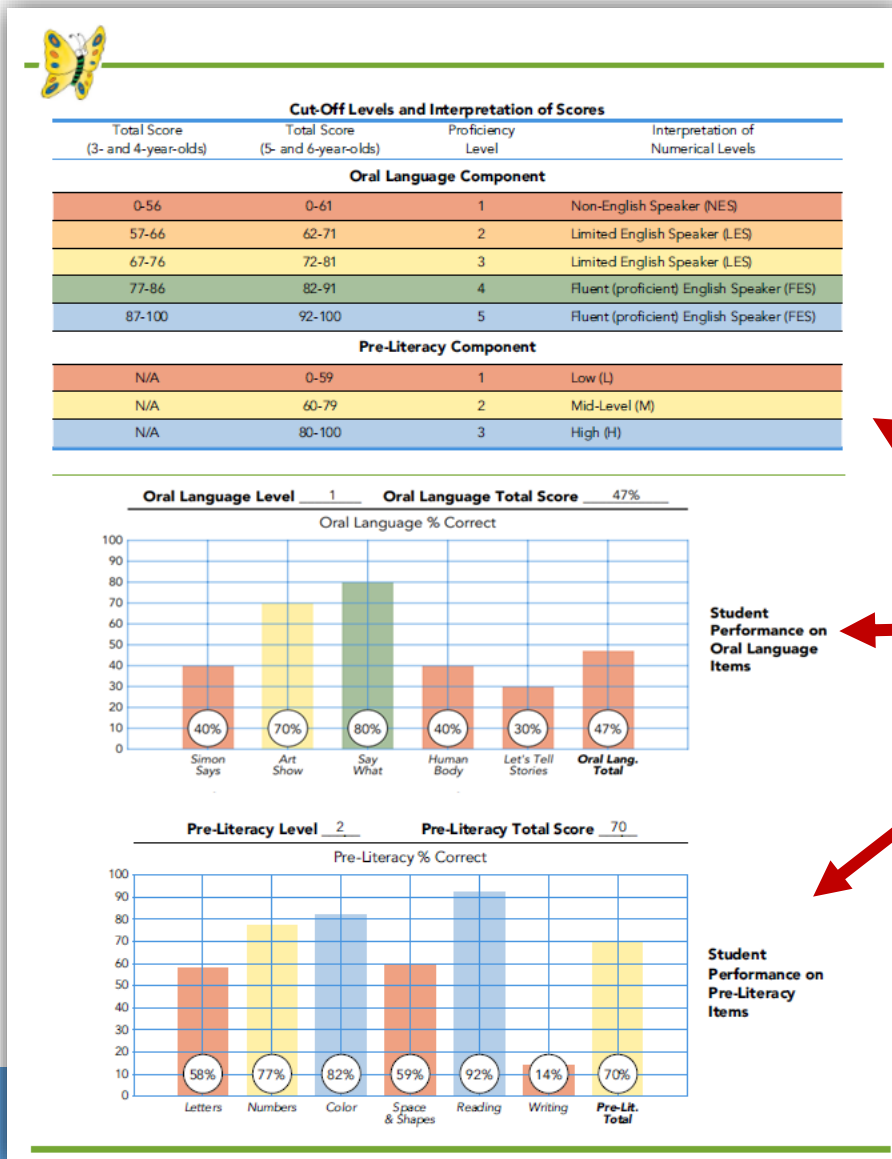 Cut-Off Levels and Interpretation of Scores
Total Score Total Score Proficiency Interpretation of
(3- and 4-year-olds) (5- and 6-year-olds) Level Numerical Levels
Oral Language Component
0-56 0-61 1 Non-English Speaker (NES)
57-66 62-71 2 Limited English Speaker (LES)
67-76 72-81 3 Limited English Speaker (LES)
77-86 82-91 4 Fluent (proficient) English Speaker (FES)
87-100 92-100 5 Fluent (proficient) English Speaker (FES)
Pre-Literacy Component
N/A 0-59 1 Low (L)
N/A 60-79 2 Mid-Level (M)
N/A 80-100 3 High (H)
Oral Language Level 1 Oral Language Total Score 47%
Oral Language % Correct
100
90
80
70
60
50
40
30
20
10
0
40% 70% 80% 40% 30% 47%
Simon Art Say Human Let's Tell Oral Lang.
Says Show What Body Stories Total
Student
Performance on
Oral Language
Items
Pre-Literacy Level 2 Pre-Literacy Total Score 70
Pre-Literacy % Correct
100
90
80
70
60
50
40
30
20
10
0
58% 77% 82% 59% 92% 14% 70%
Letters Numbers Color Space Reading Writing Pre-Lit.
& Shapes Total
Student
Performance on
Pre-Literacy
Items